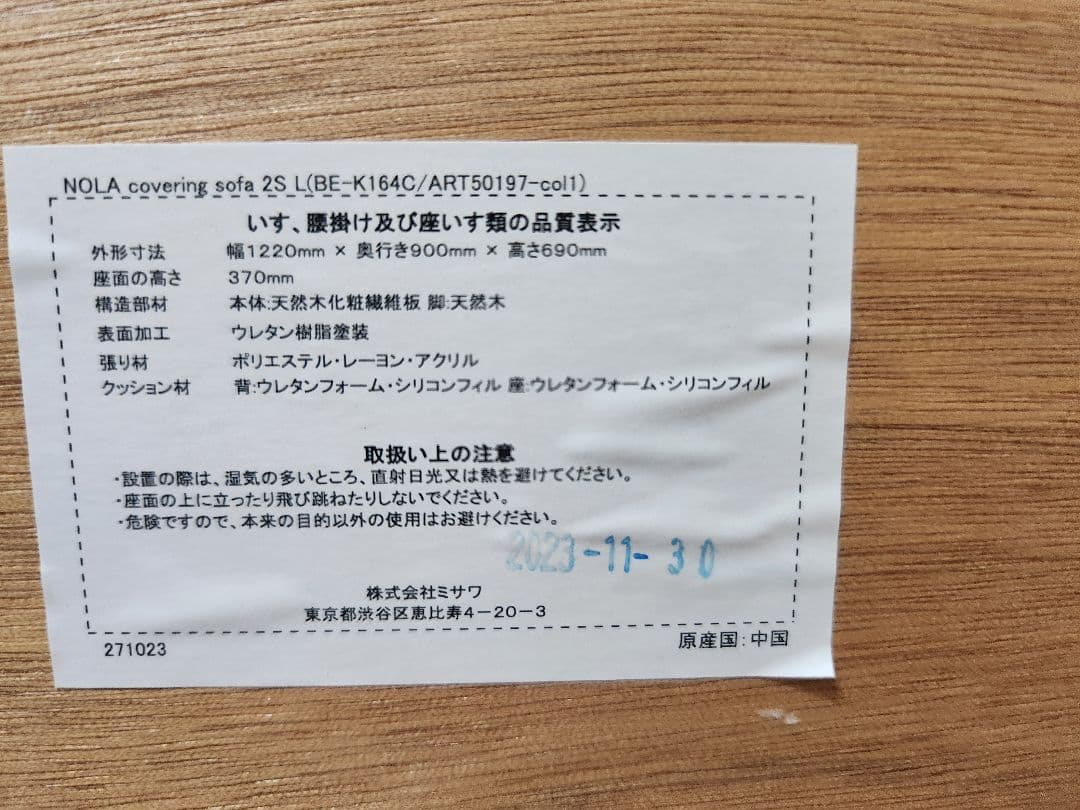 NOLA covering sofa 2S L(BE-K164C/ART50197-col1)
いす、腰掛け及び座いす類の品質表示
外形寸法 幅1220mm × 奥行き900mm × 高さ690mm
座面の高さ 370mm
構造部材 本体:天然木化粧繊維板 脚:天然木
表面加工 ウレタン樹脂塗装
張り材 ポリエステル・レーヨン・アクリル
クッション材 背:ウレタンフォーム・シリコンフィル 座:ウレタンフォーム・シリコンフィル
取扱い上の注意
・設置の際は、湿気の多いところ、直射日光又は熱を避けてください。
・座面の上に立ったり飛び跳ねたりしないでください。
・危険ですので、本来の目的以外の使用はお避けください。
2023-11-30
株式会社ミサワ
東京都渋谷区恵比寿4-20-3
271023 原産国:中国